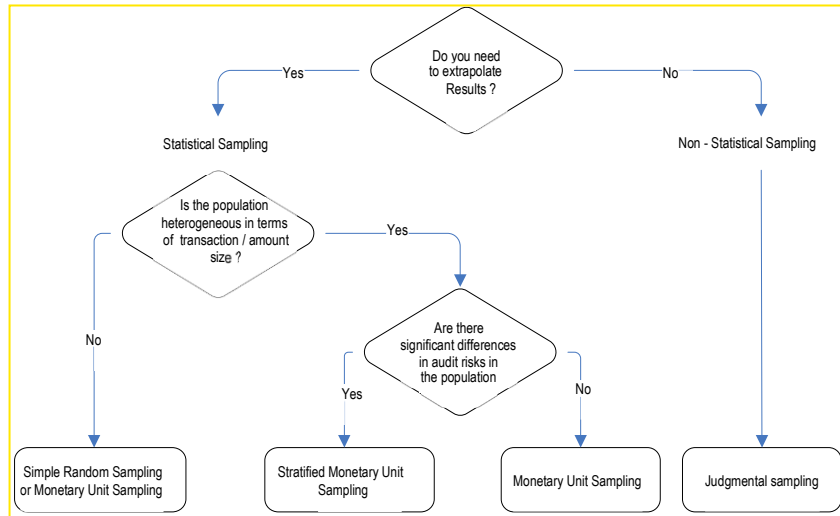 Do you need
to extrapolate
Results ?
Yes
No
Statistical Sampling
Non - Statistical Sampling
Is the population
heterogeneous in terms
of transaction / amount
size ?
Yes
No
Are there
significant differences
in audit risks in
the population
Yes
No
Simple Random Sampling
or Monetary Unit Sampling
Stratified Monetary Unit
Sampling
Monetary Unit Sampling
Judgmental sampling